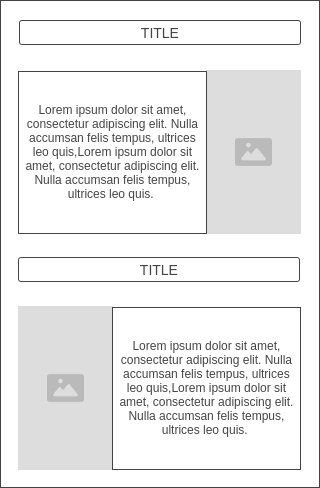 TITLE
Lorem ipsum dolor sit amet,
consectetur adipiscing elit. Nulla
accumsan felis tempus, ultrices
leo quis,Lorem ipsum dolor sit
amet, consectetur adipiscing elit.
Nulla accumsan felis tempus,
ultrices leo quis.
TITLE
Lorem ipsum dolor sit amet,
consectetur adipiscing elit. Nulla
accumsan felis tempus, ultrices
leo quis,Lorem ipsum dolor sit
amet, consectetur adipiscing elit.
Nulla accumsan felis tempus,
ultrices leo quis.